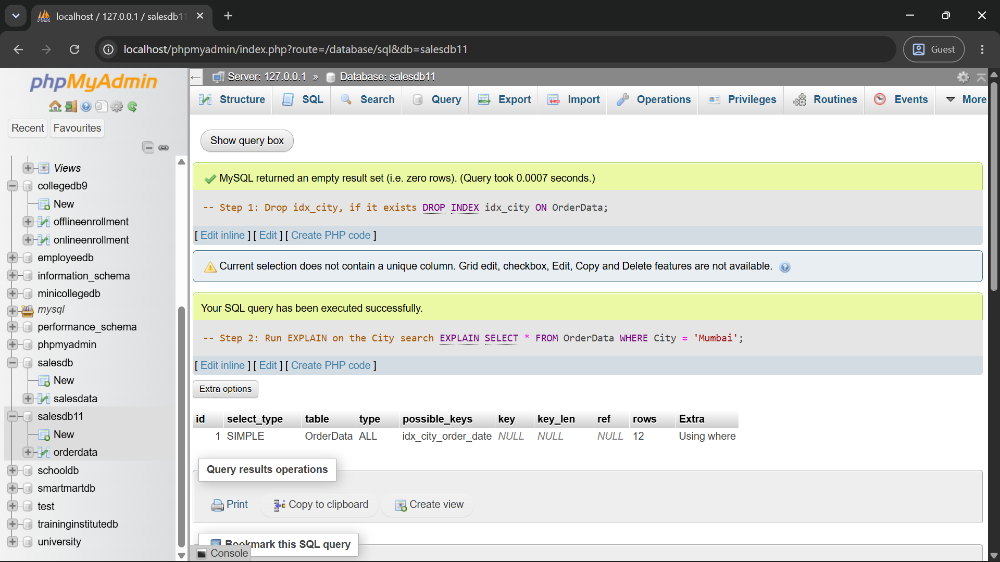 localhost / 127.0.0.1 / salesdb11
localhost/phpmyadmin/index.php?route=/database/sql&db=salesdb11
Guest
phpMyAdmin
Recent Favourites
Views
collegedb9
New
offlineenrollment
onlineenrollment
employeedb
information_schema
minicollegedb
mysql
performance_schema
phpmyadmin
salesdb
New
salesdata
salesdb11
New
orderdata
schooldb
smartmartdb
test
traininginstitutedb
university
Server: 127.0.0.1 » Database: salesdb11
Structure SQL Search Query Export Import Operations Privileges Routines Events More
Show query box
MySQL returned an empty result set (i.e. zero rows). (Query took 0.0007 seconds.)
-- Step 1: Drop idx_city, if it exists DROP INDEX idx_city ON OrderData;
[ Edit inline ] [ Edit ] [ Create PHP code ]
Current selection does not contain a unique column. Grid edit, checkbox, Edit, Copy and Delete features are not available.
Your SQL query has been executed successfully.
-- Step 2: Run EXPLAIN on the City search EXPLAIN SELECT * FROM OrderData WHERE City = 'Mumbai';
[ Edit inline ] [ Edit ] [ Create PHP code ]
Extra options
id select_type table type possible_keys key key_len ref rows Extra
1 SIMPLE OrderData ALL idx_city_order_date NULL NULL NULL 12 Using where
Query results operations
Print Copy to clipboard Create view
Bookmark this SQL query
Console